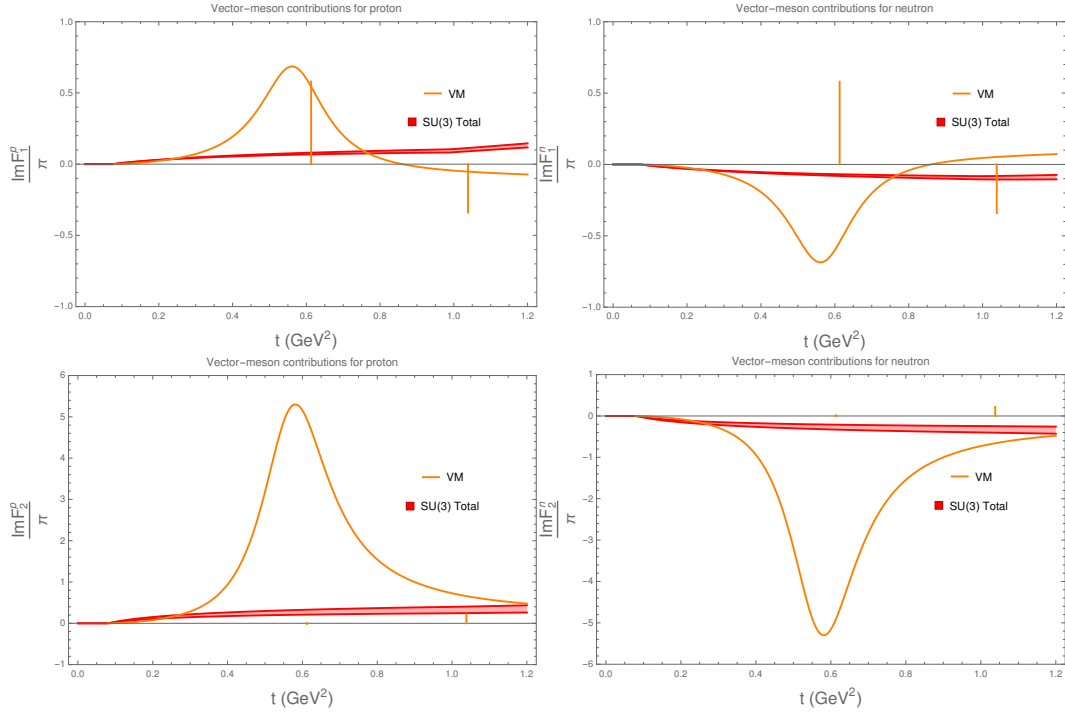 Vector-meson contributions for proton
1.0
0.5
0.0
-0.5
-1.0
ImF₁ᵖ
π
VM
SU(3) Total
0.0 0.2 0.4 0.6 0.8 1.0 1.2
t (GeV²)
Vector-meson contributions for neutron
1.0
0.5
0.0
-0.5
-1.0
ImF₁ⁿ
π
VM
SU(3) Total
0.0 0.2 0.4 0.6 0.8 1.0 1.2
t (GeV²)
Vector-meson contributions for proton
6
5
4
3
2
1
0
-1
ImF₂ᵖ
π
VM
SU(3) Total
0.0 0.2 0.4 0.6 0.8 1.0 1.2
t (GeV²)
Vector-meson contributions for neutron
1
0
-1
-2
-3
-4
-5
-6
ImF₂ⁿ
π
VM
SU(3) Total
0.0 0.2 0.4 0.6 0.8 1.0 1.2
t (GeV²)